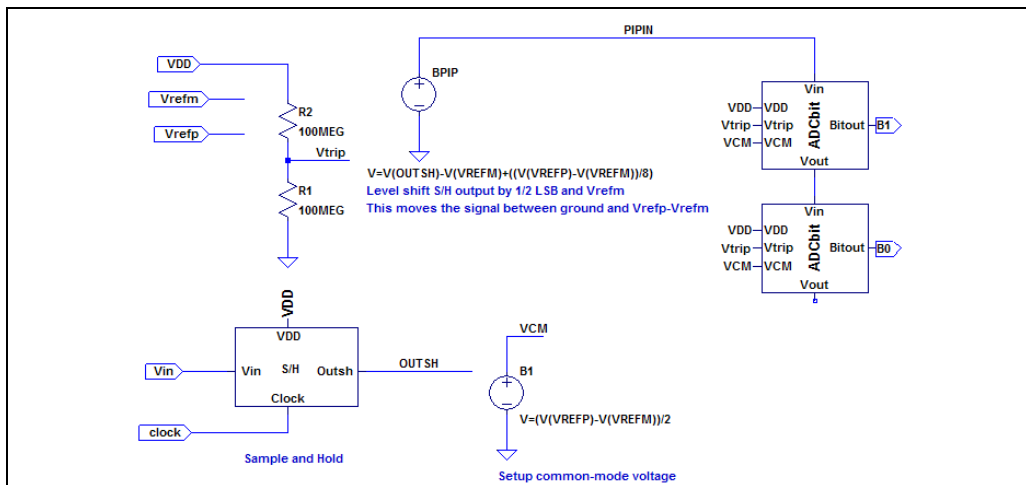 PIPIN
VDD
Vrefm
Vrefp
R2
100MEG
Vtrip
R1
100MEG
BPIP
V=V(OUTSH)-V(VREFM)+((V(VREFP)-V(VREFM))/8)
Level shift S/H output by 1/2 LSB and Vrefm
This moves the signal between ground and Vrefp-Vrefm
Vin
VDD VDD
Vtrip Vtrip
VCM VCM
ADCbit
Bitout B1
Vout
Vin
VDD VDD
Vtrip Vtrip
VCM VCM
ADCbit
Bitout B0
Vout
VDD
VDD
Vin Vin S/H Outsh OUTSH
Clock
clock
Sample and Hold
VCM
B1
V=(V(VREFP)-V(VREFM))/2
Setup common-mode voltage